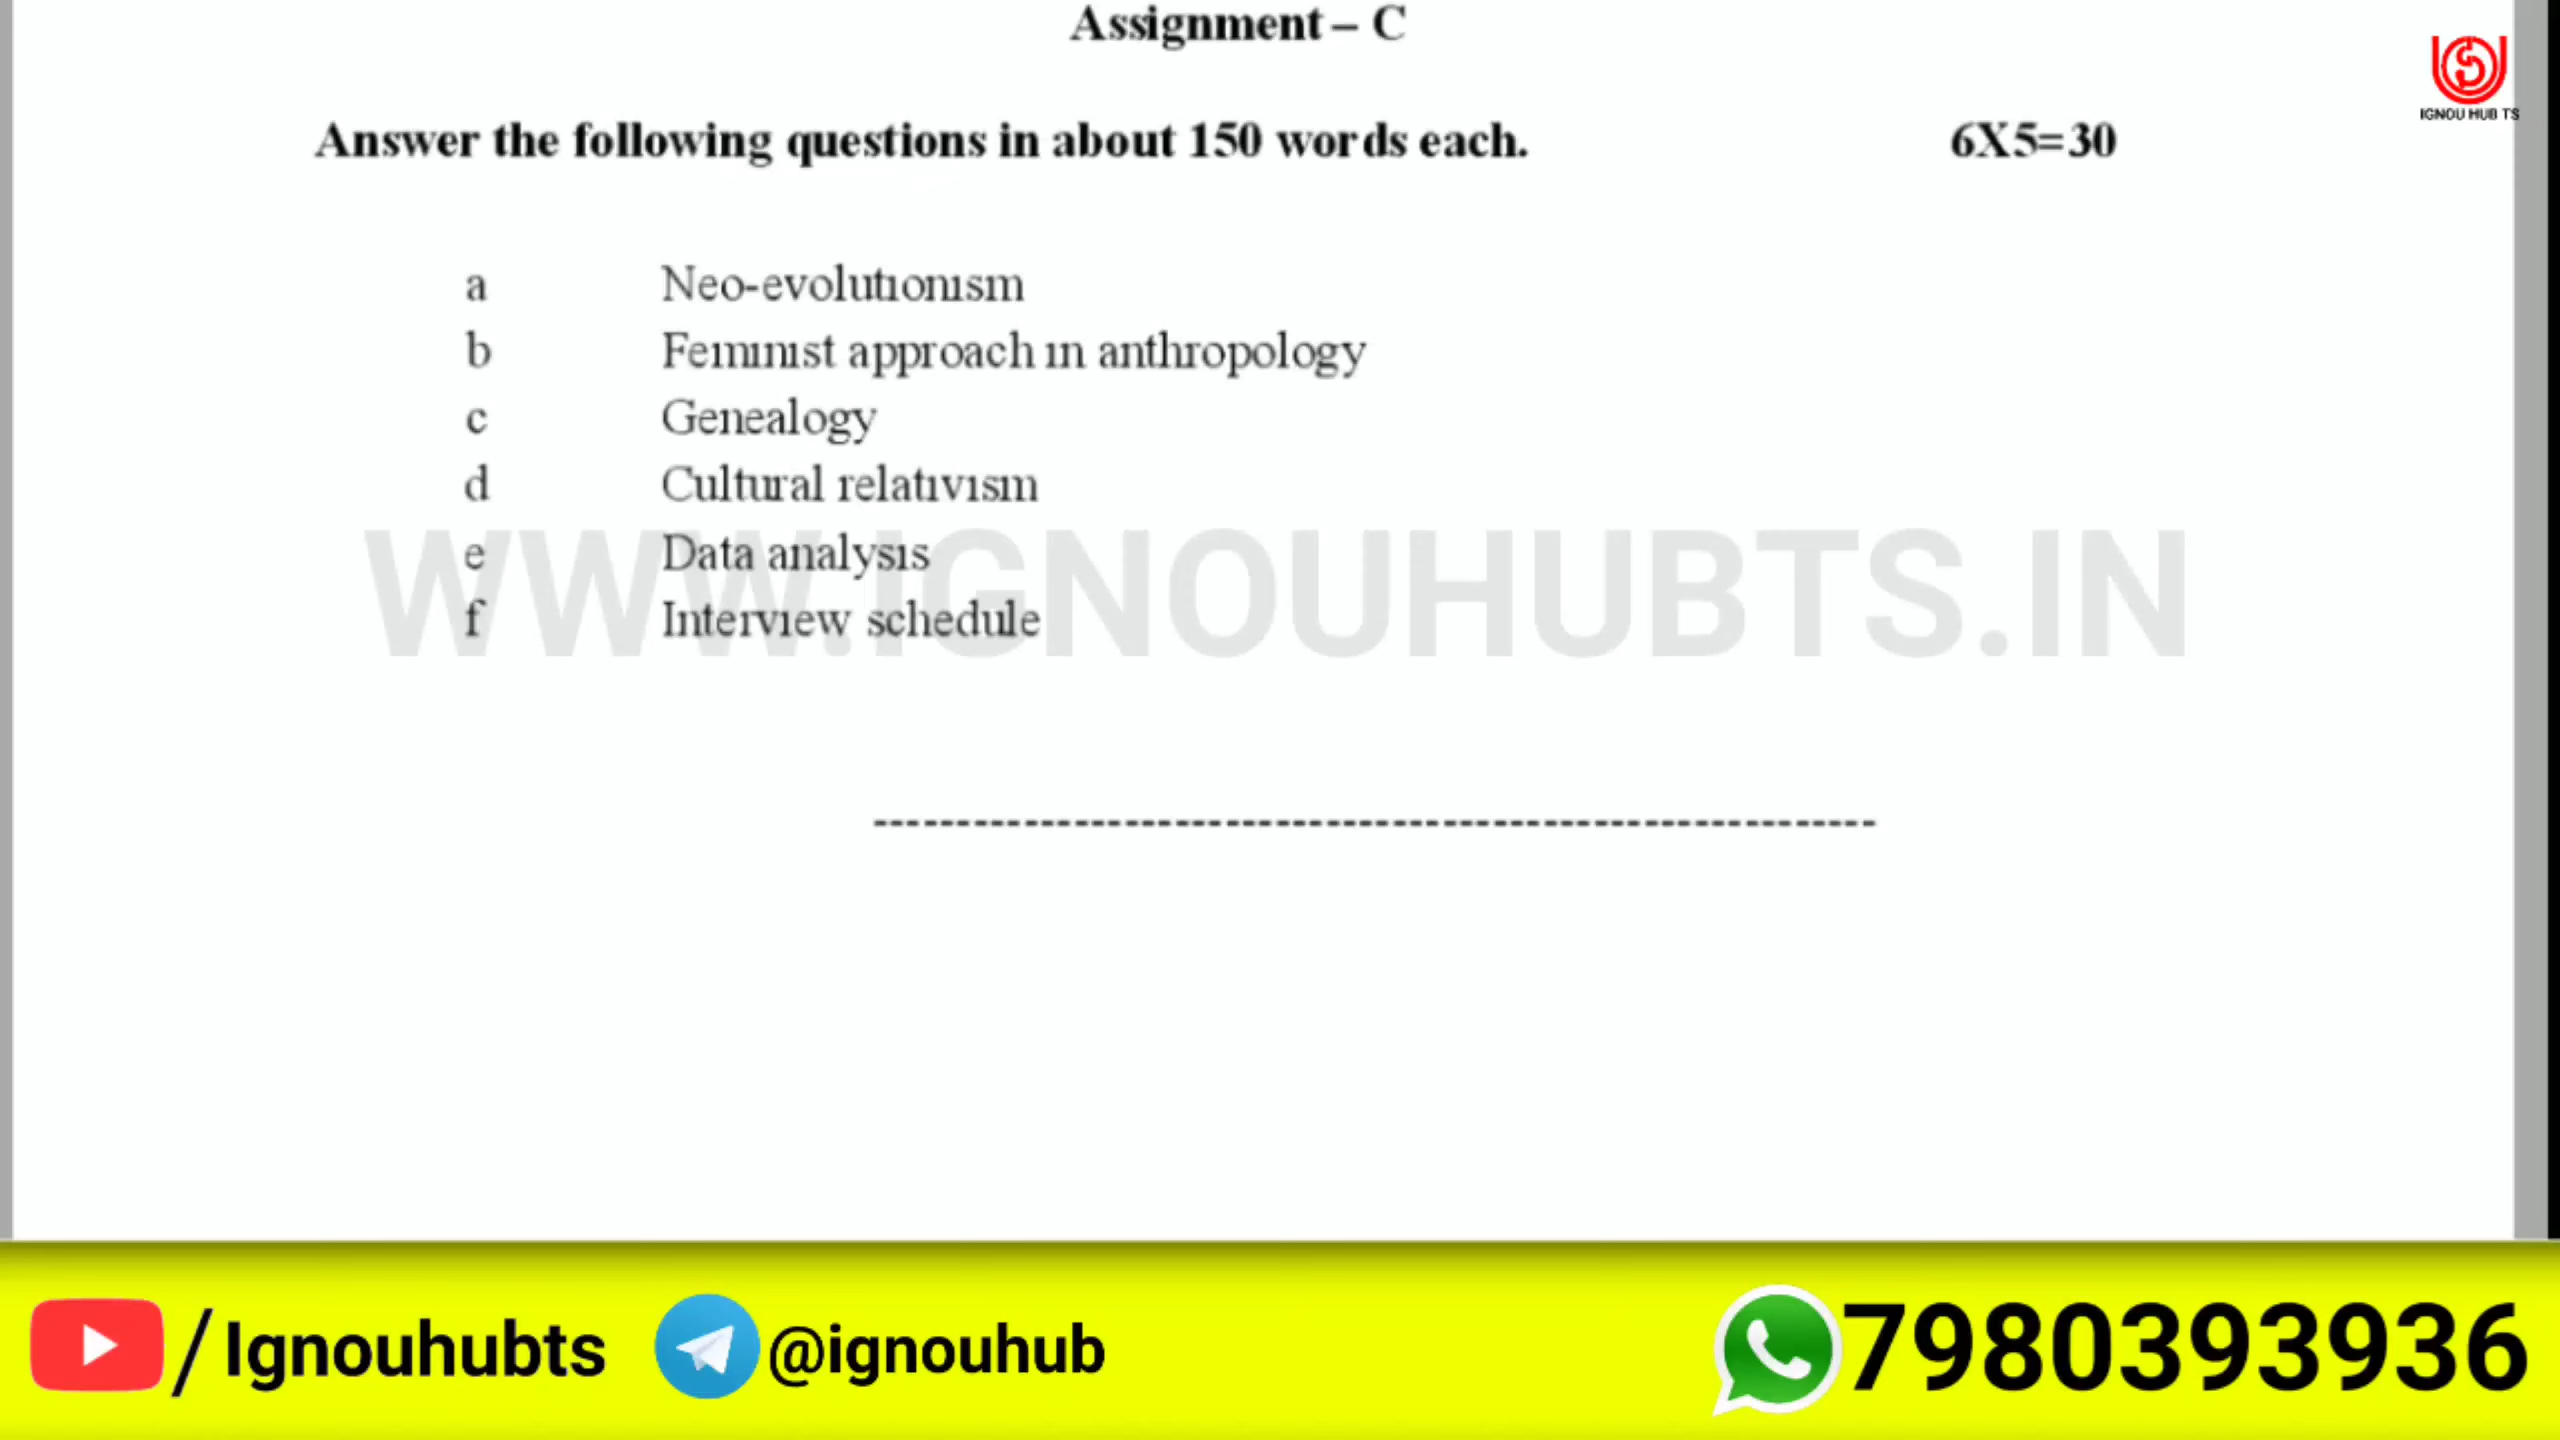 Assignment – C
IGNOU HUB TS
Answer the following questions in about 150 words each. 6X5=30
a Neo-evolutionism
b Feminist approach in anthropology
c Genealogy
d Cultural relativism
e Data analysis
f Interview schedule
WWW.IGNOUHUBTS.IN
-----------------------------------------------------------
/Ignouhubts @ignouhub 7980393936